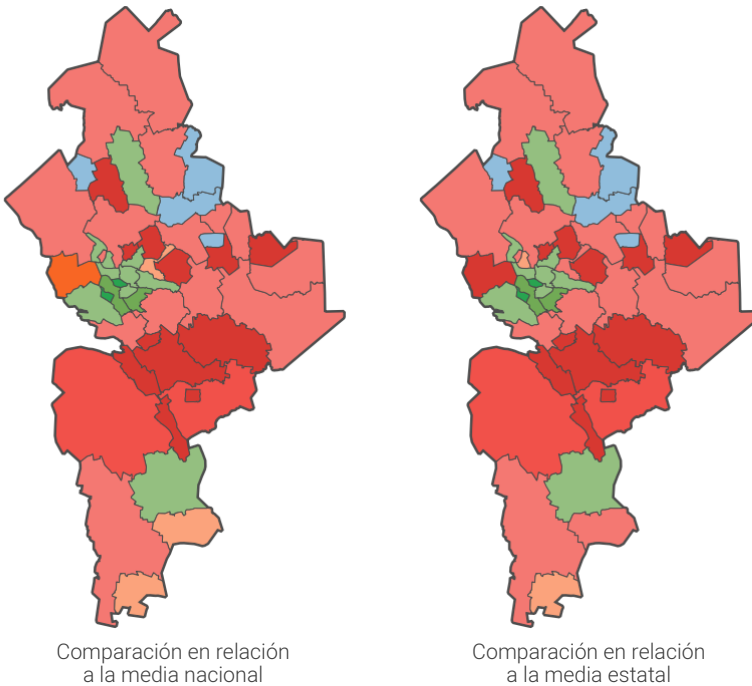 Comparación en relación
a la media nacional
Comparación en relación
a la media estatal